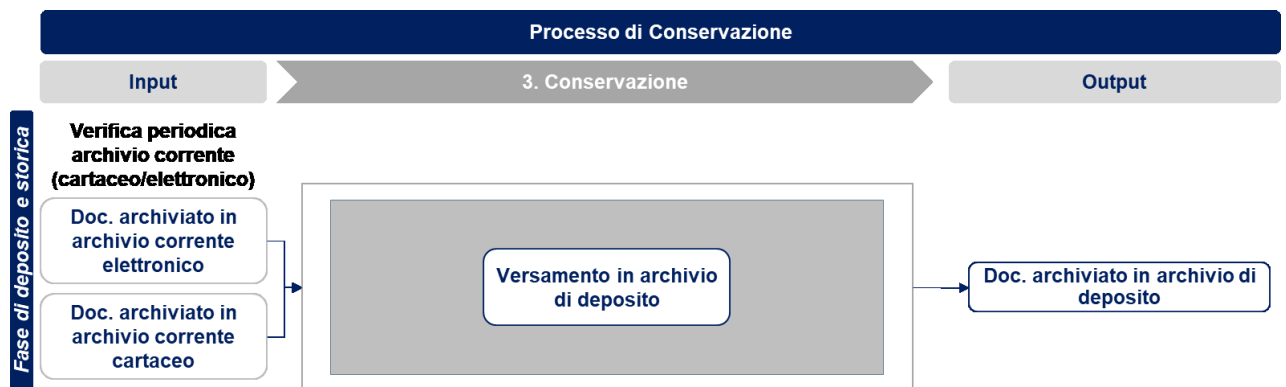 Processo di Conservazione
Input
3. Conservazione
Output
Fase di deposito e storica
Verifica periodica
archivio corrente
(cartaceo/elettronico)
Doc. archiviato in
archivio corrente
elettronico
Doc. archiviato in
archivio corrente
cartaceo
Versamento in archivio
di deposito
Doc. archiviato in archivio di
deposito